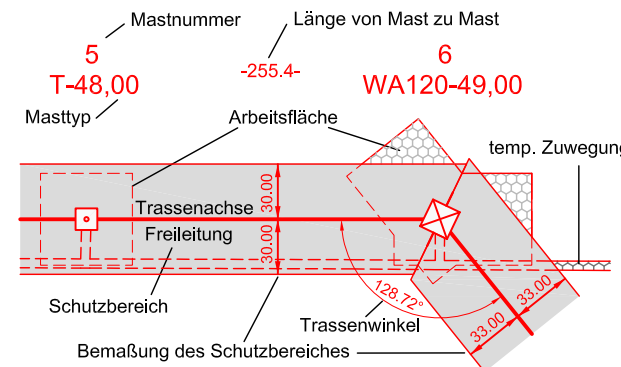 Mastnummer
Länge von Mast zu Mast
5
-255.4-
6
T-48,00
WA120-49,00
Masttyp
Arbeitsfläche
temp. Zuwegung
30.00
Trassenachse
Freileitung
30.00
128.72°
Schutzbereich
Trassenwinkel
33.00
33.00
Bemaßung des Schutzbereiches